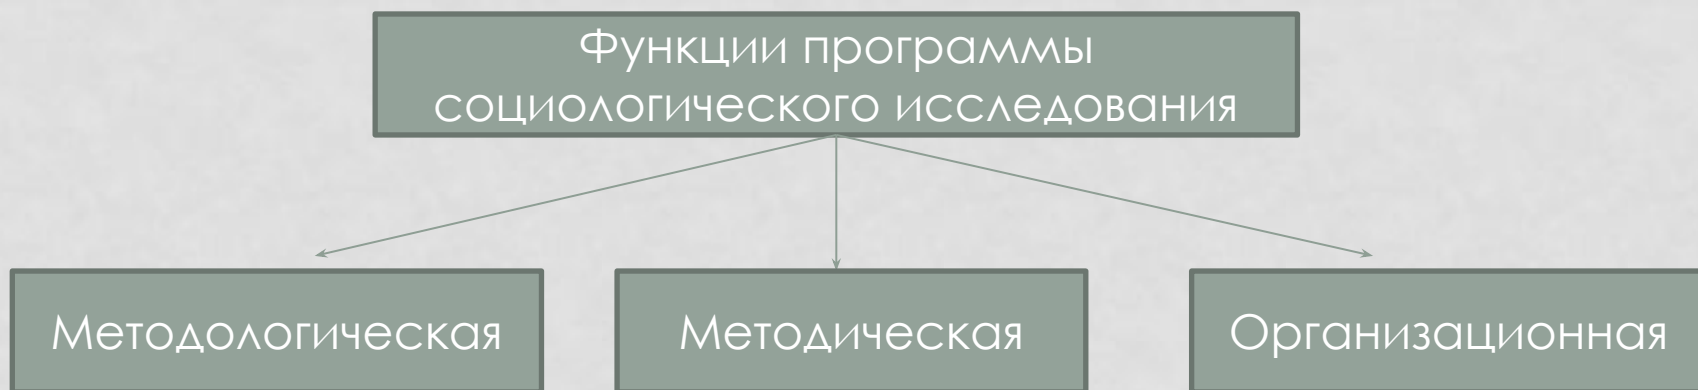 Функции программы
социологического исследования
Методологическая
Методическая
Организационная